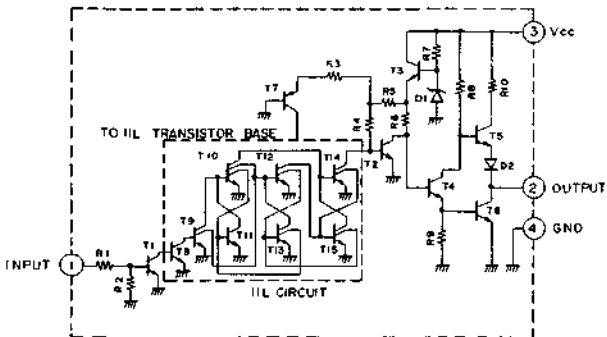 3 Vcc
R7
R3
T3
R5
R8
R10
T7
D1
R4
R6
T5
TO IIL TRANSISTOR BASE
T2
D2
T10 T12 T14
T4
2 OUTPUT
T6
T9
T11
R9
4 GND
T1
T8
T13 T15
INPUT 1 R1
R2
IIL CIRCUIT